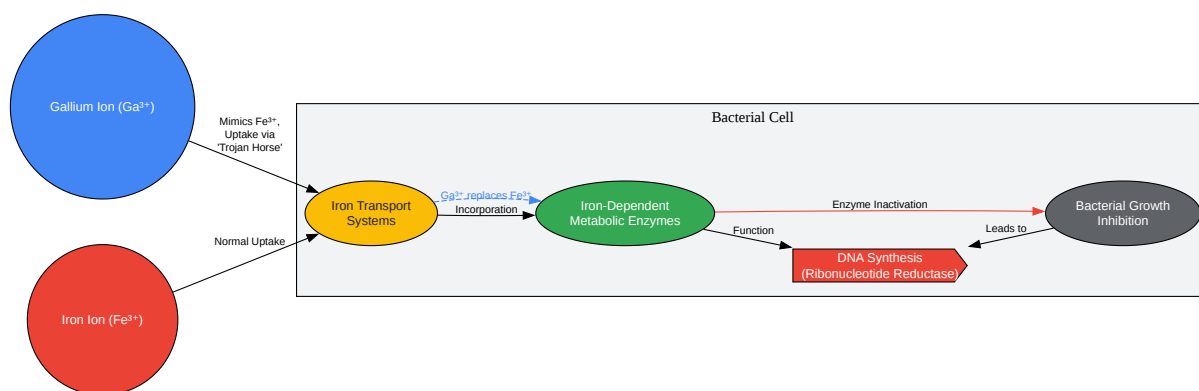 Gallium Ion (Ga³⁺)
Mimics Fe³⁺,
Uptake via
'Trojan Horse'
Bacterial Cell
Iron Transport
Systems
Ga³⁺ replaces Fe³⁺
Incorporation
Iron-Dependent
Metabolic Enzymes
Enzyme Inactivation
Bacterial Growth
Inhibition
Function
Leads to
Normal Uptake
DNA Synthesis
(Ribonucleotide Reductase)
Iron Ion (Fe³⁺)